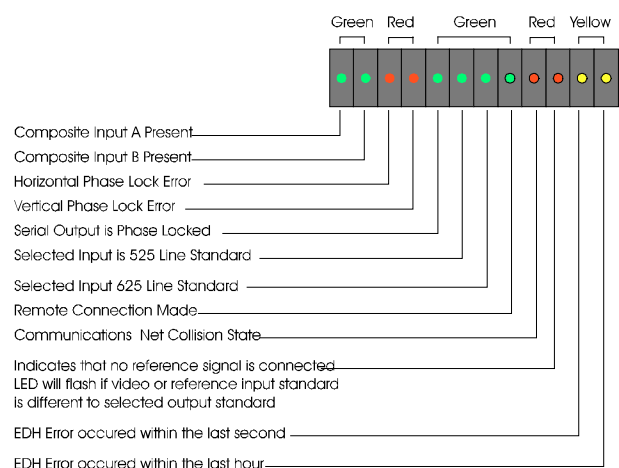 Green Red Green Red Yellow
Composite Input A Present
Composite Input B Present
Horizontal Phase Lock Error
Vertical Phase Lock Error
Serial Output is Phase Locked
Selected Input is 525 Line Standard
Selected Input 625 Line Standard
Remote Connection Made
Communications Net Collision State
Indicates that no reference signal is connected
LED will flash if video or reference input standard
is different to selected output standard
EDH Error occured within the last second
EDH Error occured within the last hour